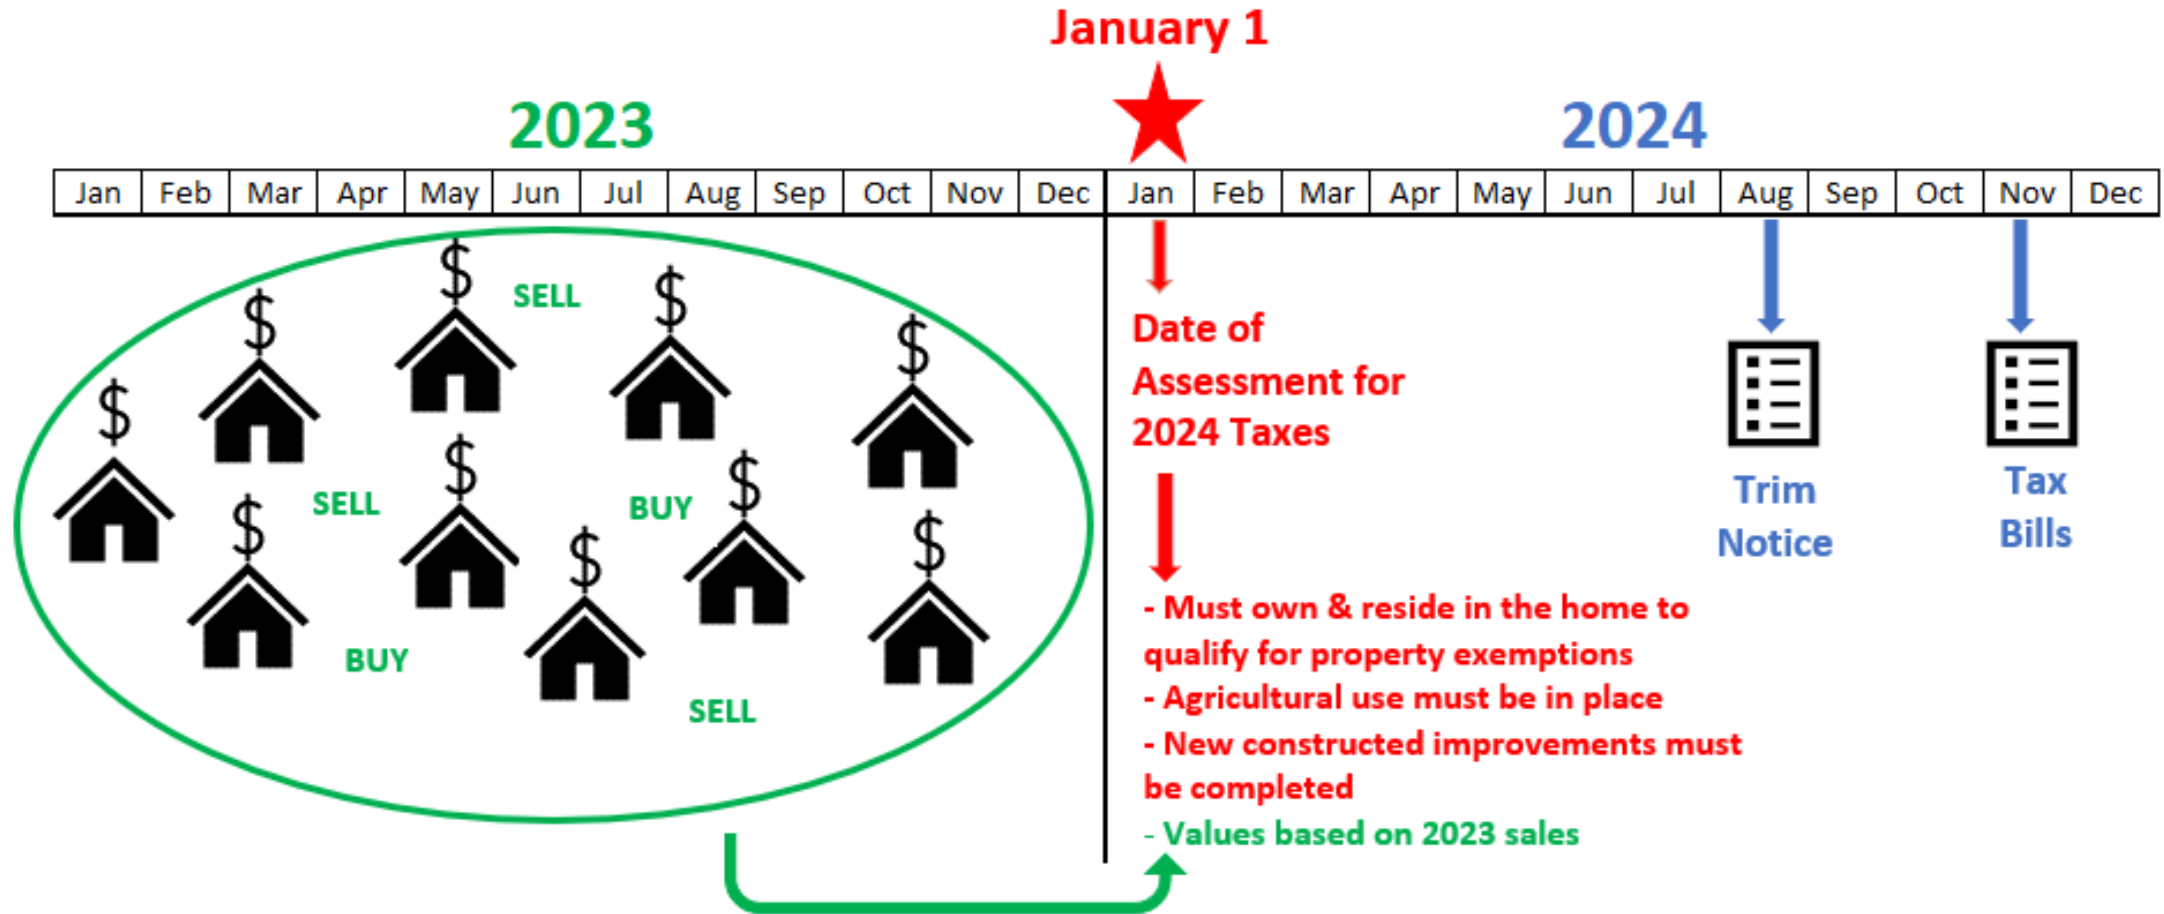 January 1
2023
2024
Jan Feb Mar Apr May Jun Jul Aug Sep Oct Nov Dec Jan Feb Mar Apr May Jun Jul Aug Sep Oct Nov Dec
$
$
$
$
$
$
$
$
$
$
SELL
SELL
BUY
BUY
SELL
Date of
Assessment for
2024 Taxes
- Must own & reside in the home to
qualify for property exemptions
- Agricultural use must be in place
- New constructed improvements must
be completed
- Values based on 2023 sales
Trim
Notice
Tax
Bills